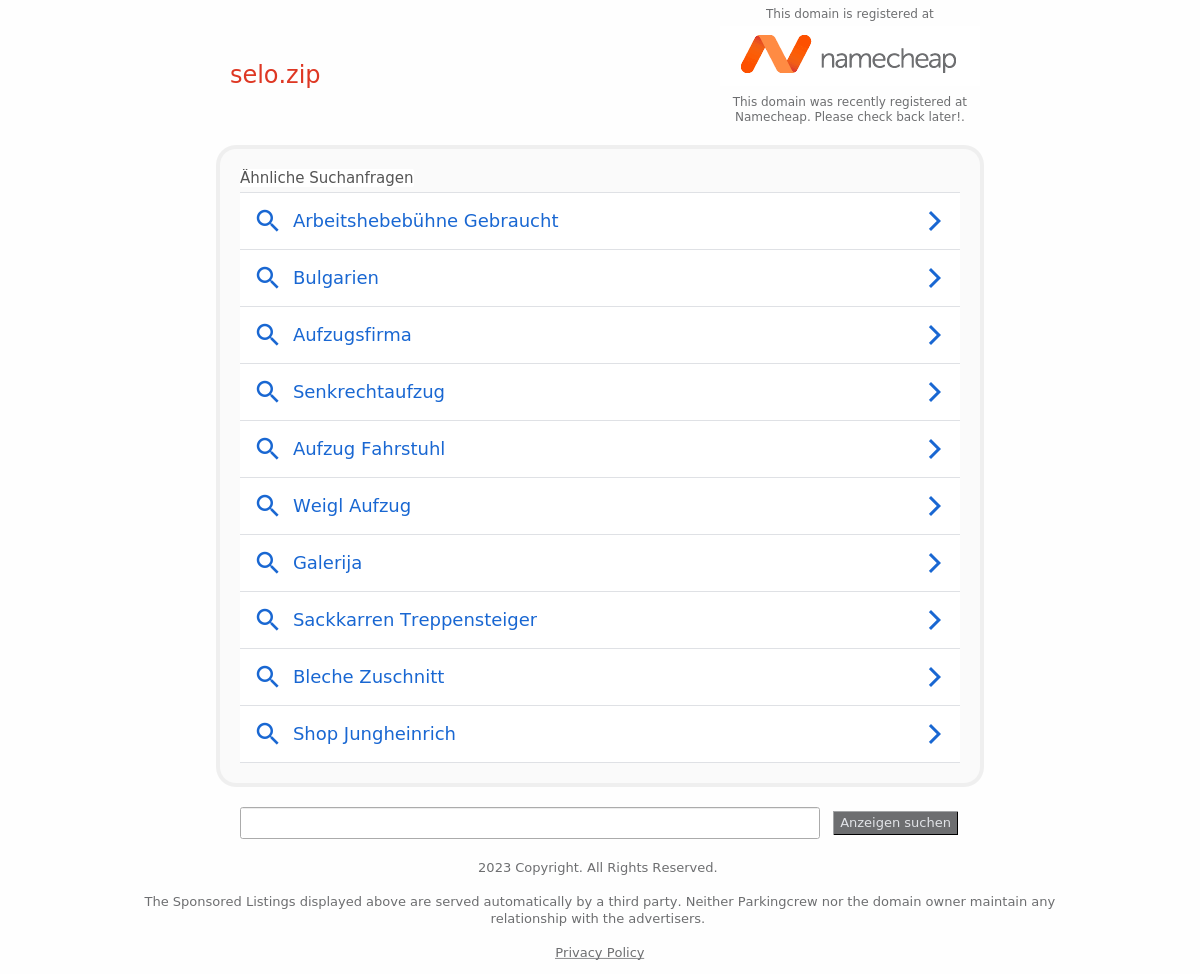 This domain is registered at
namecheap
selo.zip
This domain was recently registered at
Namecheap. Please check back later!.
Ähnliche Suchanfragen
Arbeitshebebühne Gebraucht
Bulgarien
Aufzugsfirma
Senkrechtaufzug
Aufzug Fahrstuhl
Weigl Aufzug
Galerija
Sackkarren Treppensteiger
Bleche Zuschnitt
Shop Jungheinrich
Anzeigen suchen
2023 Copyright. All Rights Reserved.
The Sponsored Listings displayed above are served automatically by a third party. Neither Parkingcrew nor the domain owner maintain any
relationship with the advertisers.
Privacy Policy